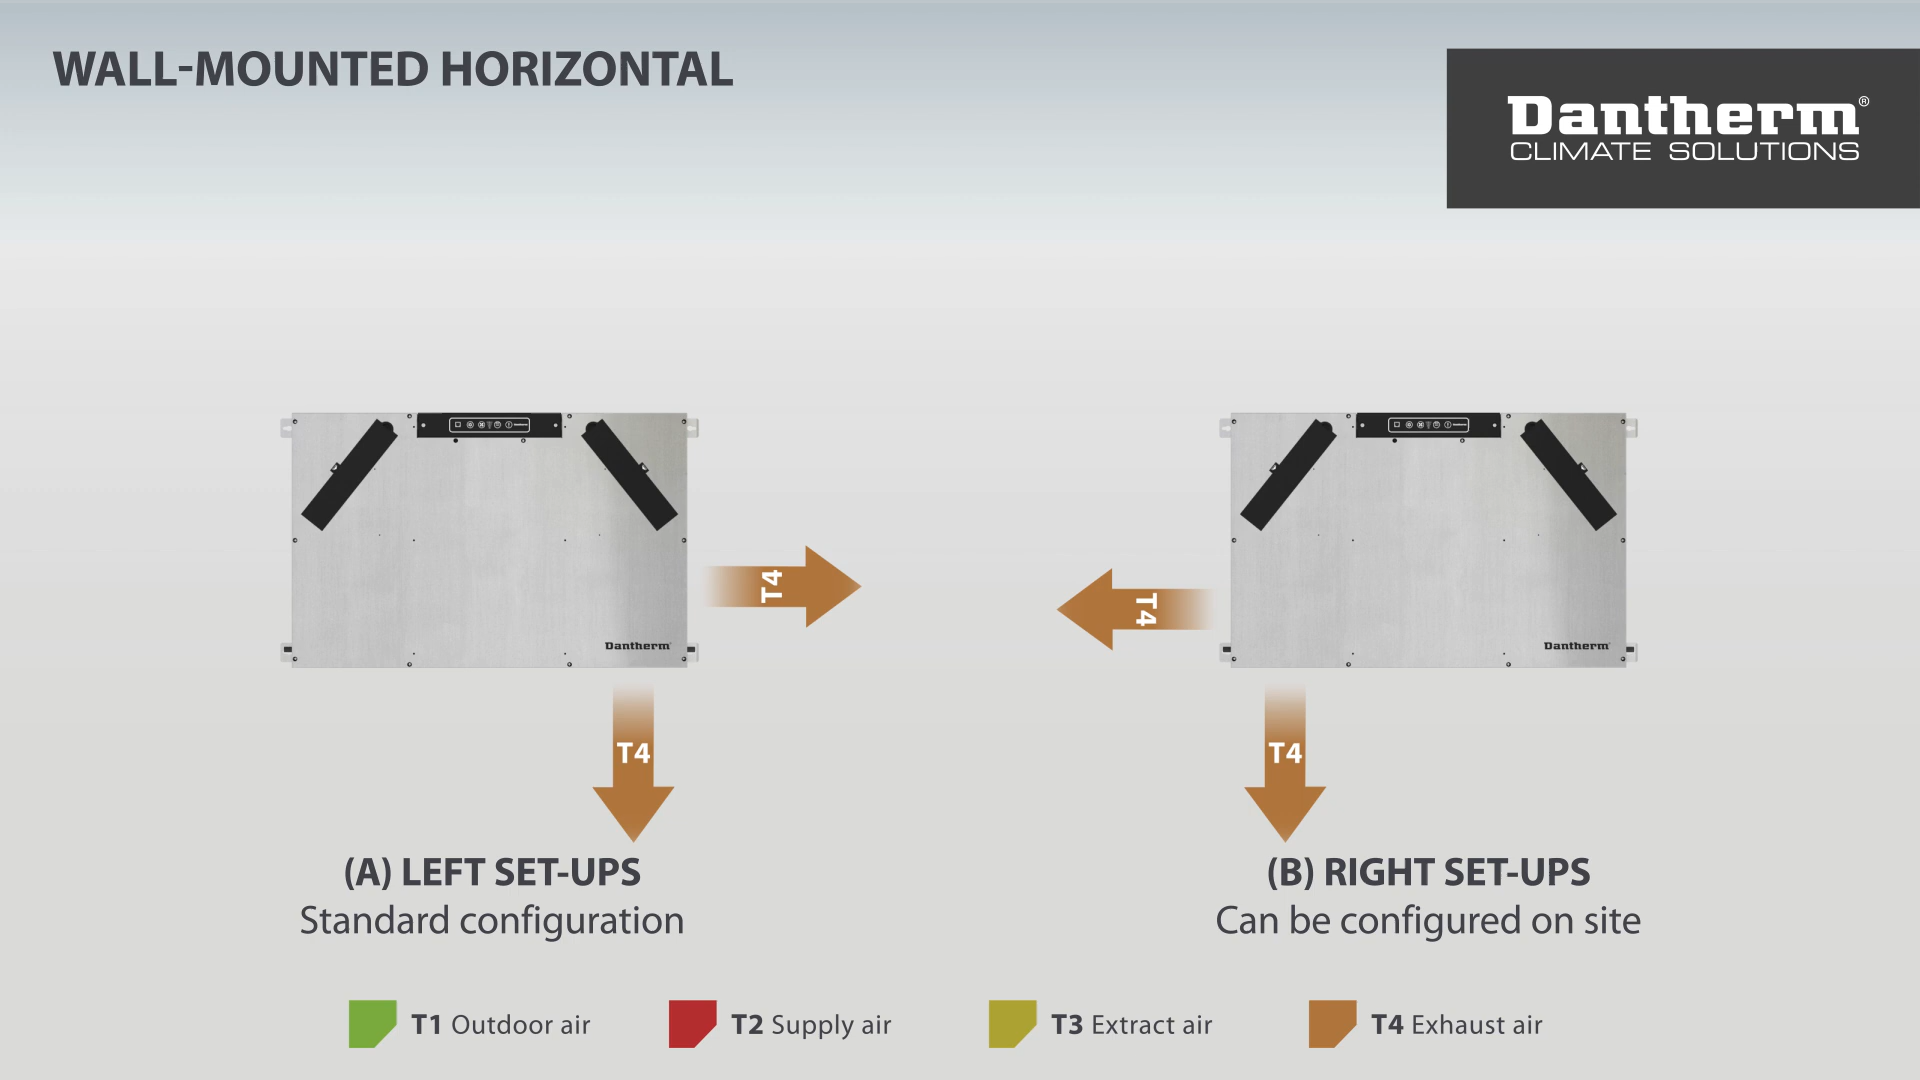 WALL-MOUNTED HORIZONTAL
Dantherm®
CLIMATE SOLUTIONS
T4
T4
Dantherm
Dantherm
T4
T4
(A) LEFT SET-UPS
Standard configuration
(B) RIGHT SET-UPS
Can be configured on site
T1 Outdoor air
T2 Supply air
T3 Extract air
T4 Exhaust air